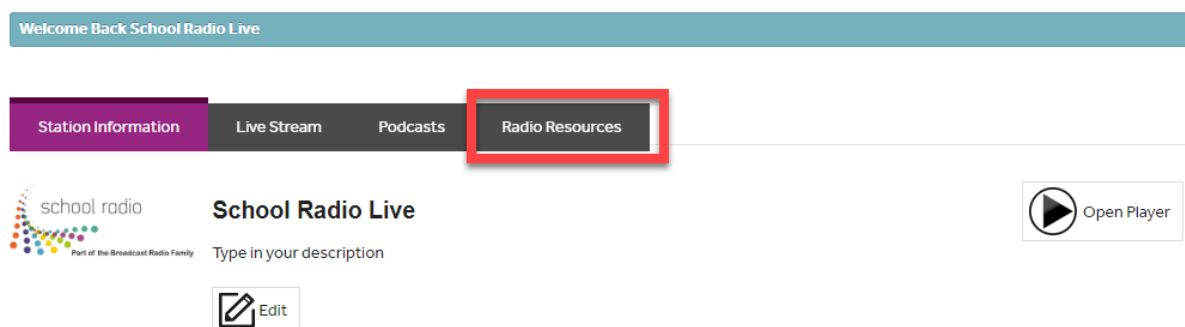 Welcome Back School Radio Live
Station Information Live Stream Podcasts Radio Resources
school radio
Part of the Broadcast Radio Family
School Radio Live
Type in your description
Edit
Open Player